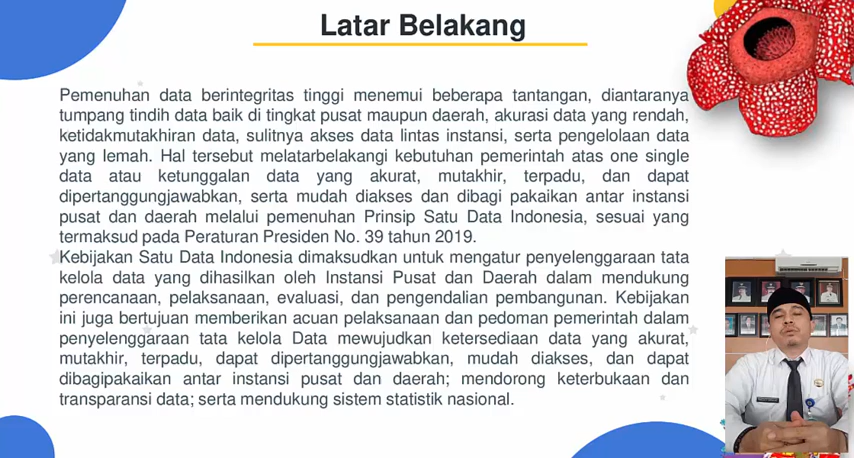 Latar Belakang
Pemenuhan data berintegritas tinggi menemui beberapa tantangan, diantaranya
tumpang tindih data baik di tingkat pusat maupun daerah, akurasi data yang rendah,
ketidakmutakhiran data, sulitnya akses data lintas instansi, serta pengelolaan data
yang lemah. Hal tersebut melatarbelakangi kebutuhan pemerintah atas one single
data atau ketunggalan data yang akurat, mutakhir, terpadu, dan dapat
dipertanggungjawabkan, serta mudah diakses dan dibagi pakaikan antar instansi
pusat dan daerah melalui pemenuhan Prinsip Satu Data Indonesia, sesuai yang
termaksud pada Peraturan Presiden No. 39 tahun 2019.
Kebijakan Satu Data Indonesia dimaksudkan untuk mengatur penyelenggaraan tata
kelola data yang dihasilkan oleh Instansi Pusat dan Daerah dalam mendukung
perencanaan, pelaksanaan, evaluasi, dan pengendalian pembangunan. Kebijakan
ini juga bertujuan memberikan acuan pelaksanaan dan pedoman pemerintah dalam
penyelenggaraan tata kelola Data mewujudkan ketersediaan data yang akurat,
mutakhir, terpadu, dapat dipertanggungjawabkan, mudah diakses, dan dapat
dibagipakaikan antar instansi pusat dan daerah; mendorong keterbukaan dan
transparansi data; serta mendukung sistem statistik nasional.